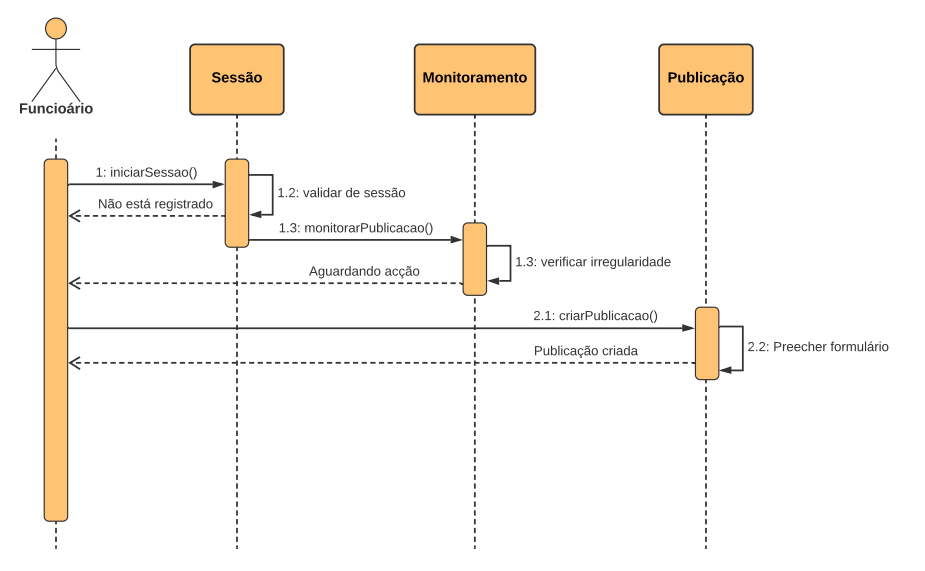 Funcioário
Sessão
Monitoramento
Publicação
1: iniciarSessao()
1.2: validar de sessão
Não está registrado
1.3: monitorarPublicacao()
1.3: verificar irregularidade
Aguardando acção
2.1: criarPublicacao()
2.2: Preecher formulário
Publicação criada